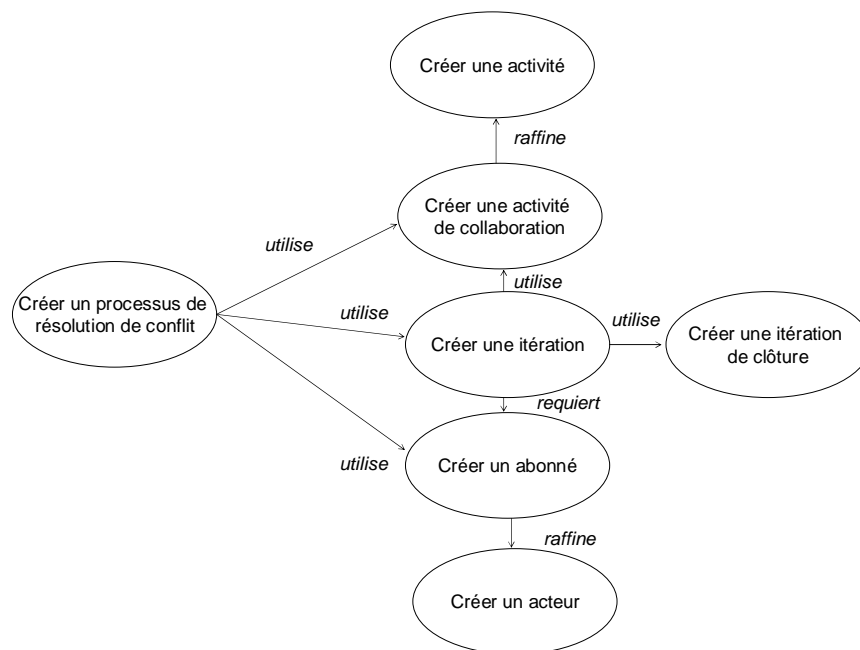 Créer une activité
raffine
Créer une activité
de collaboration
utilise
utilise
Créer un processus de
résolution de conflit
utilise
Créer une itération
utilise
Créer une itération
de clôture
requiert
utilise
Créer un abonné
raffine
Créer un acteur